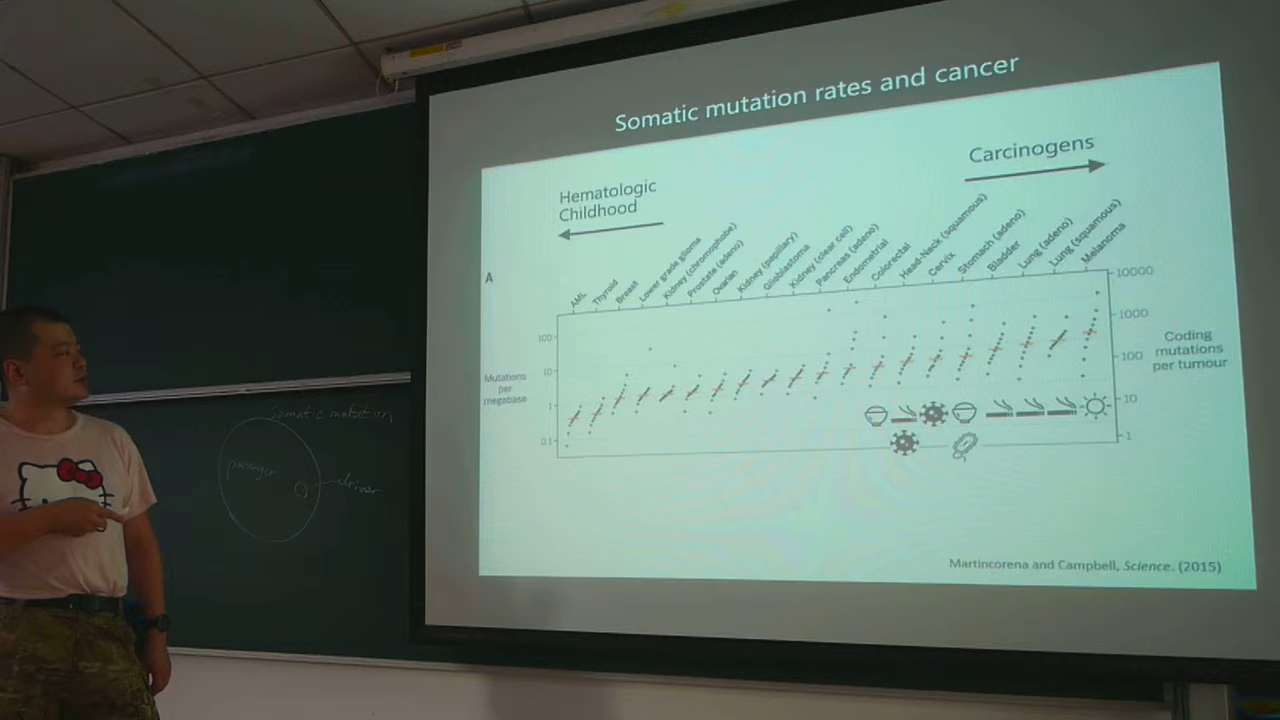 Somatic mutation rates and cancer
Carcinogens
Hematologic
Childhood
A
AML
Thyroid
Breast
Lower grade glioma
Kidney (chromophobe)
Prostate (adeno)
Ovarian
Kidney (papillary)
Glioblastoma
Kidney (clear cell)
Pancreas (adeno)
Endometrial
Colorectal
Head-Neck (squamous)
Cervix
Stomach (adeno)
Bladder
Lung (adeno)
Lung (squamous)
Melanoma
100
10
1
0.1
Mutations
per
megabase
10000
1000
100
10
1
Coding
mutations
per tumour
Martincorena and Campbell, Science. (2015)
somatic mutation
passenger
driver